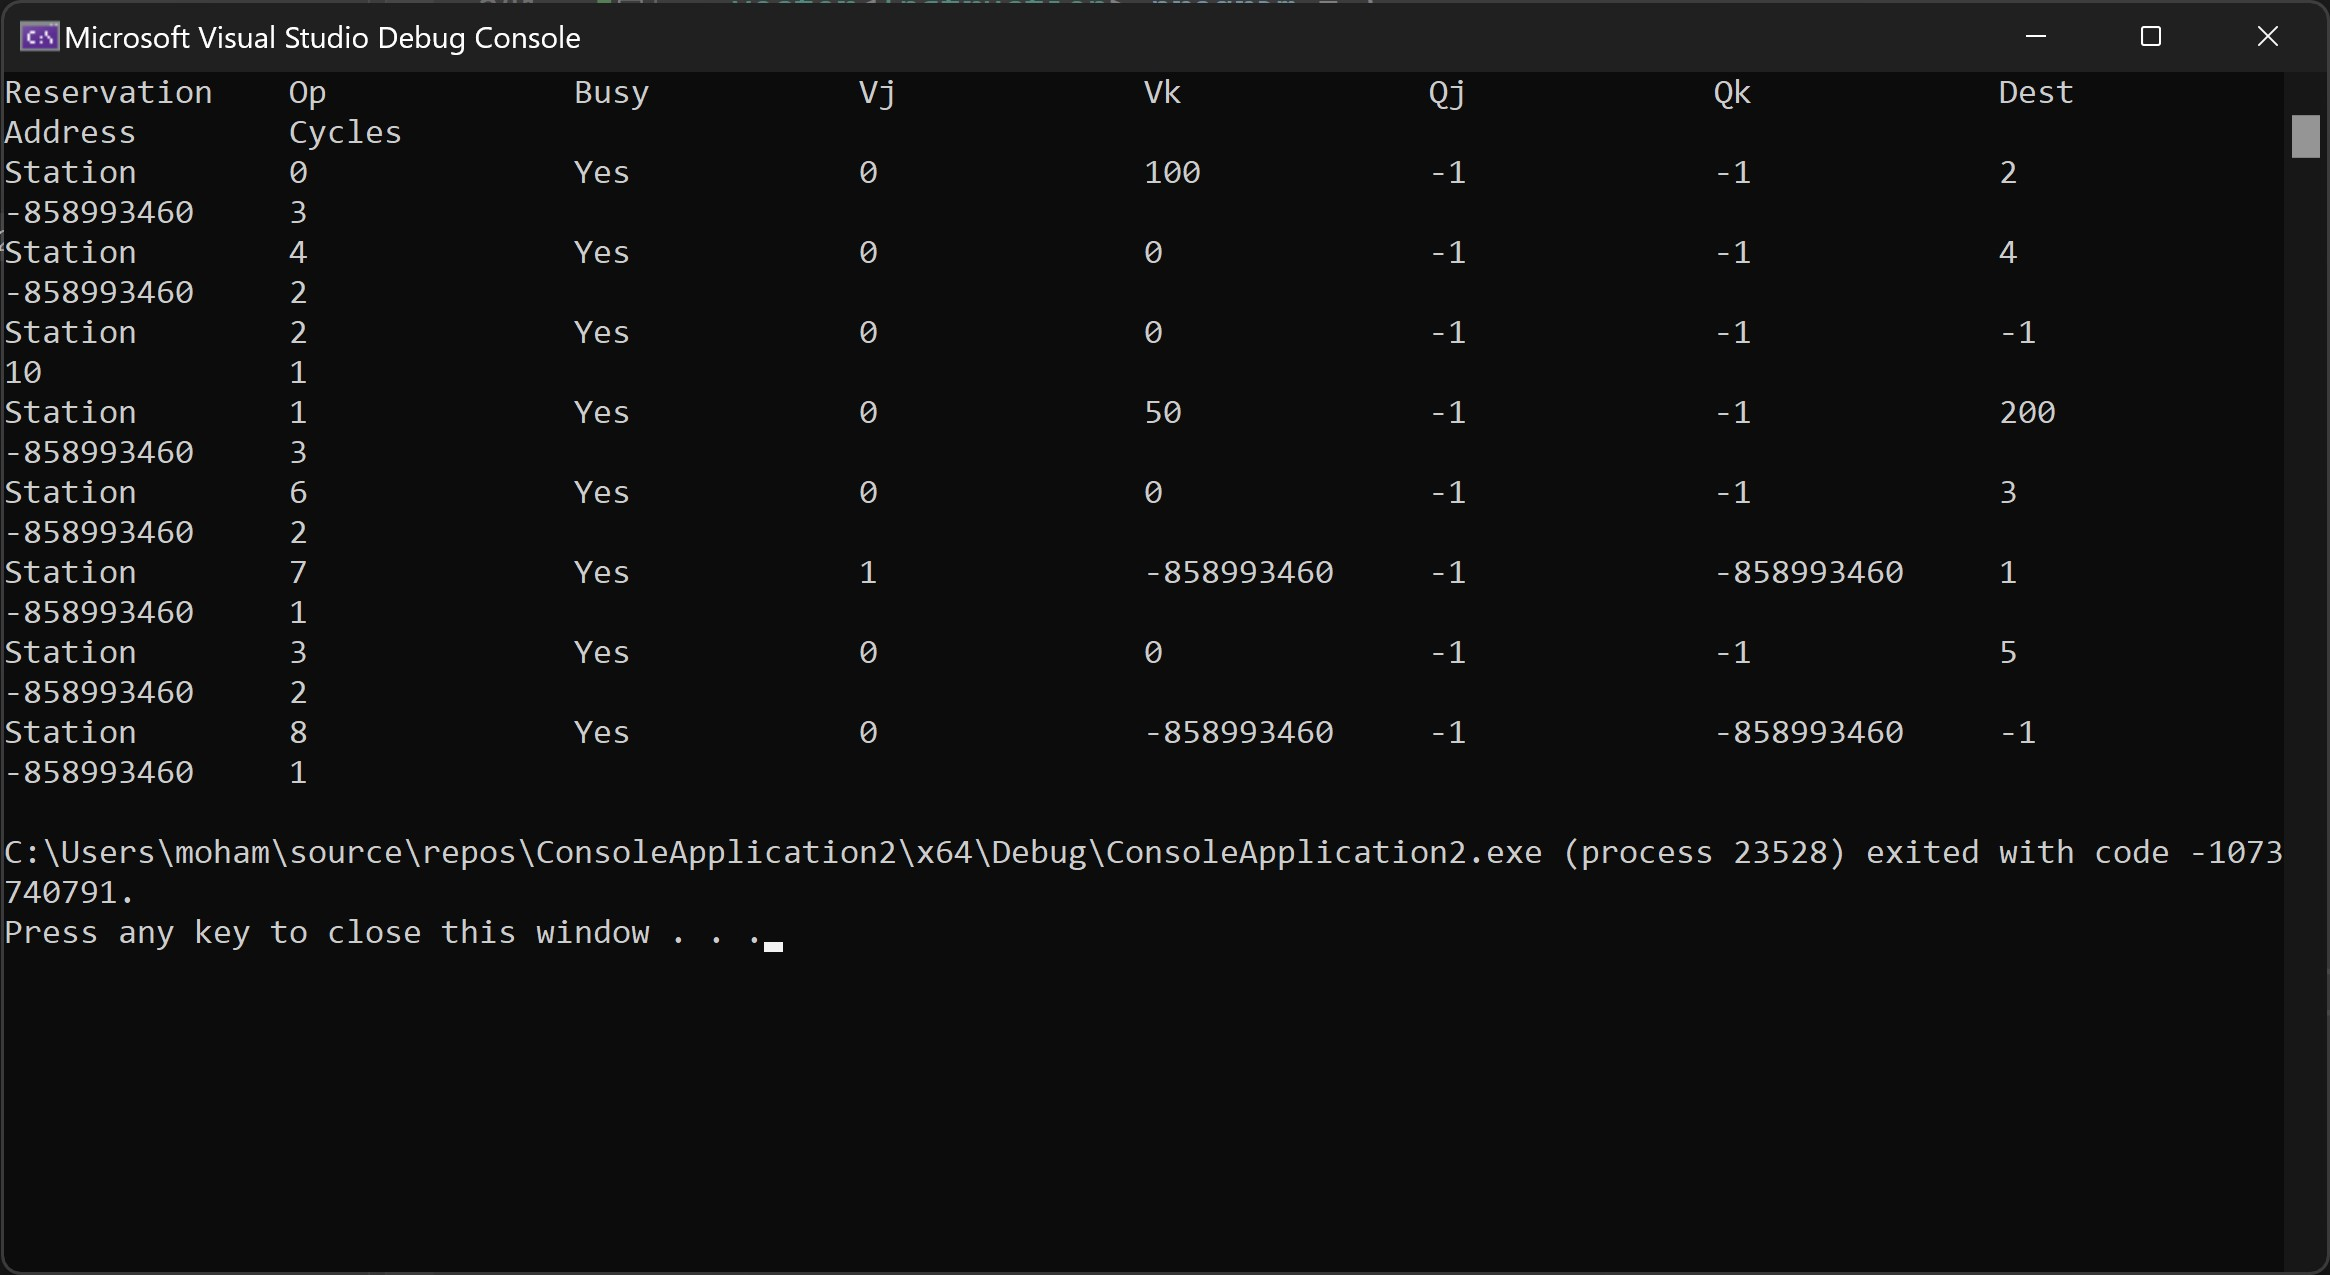 vector<instruction> program = {
Microsoft Visual Studio Debug Console
Reservation Op Busy Vj Vk Qj Qk Dest
Address Cycles
Station 0 Yes 0 100 -1 -1 2
-858993460 3
Station 4 Yes 0 0 -1 -1 4
-858993460 2
Station 2 Yes 0 0 -1 -1 -1
10 1
Station 1 Yes 0 50 -1 -1 200
-858993460 3
Station 6 Yes 0 0 -1 -1 3
-858993460 2
Station 7 Yes 1 -858993460 -1 -858993460 1
-858993460 1
Station 3 Yes 0 0 -1 -1 5
-858993460 2
Station 8 Yes 0 -858993460 -1 -858993460 -1
-858993460 1
C:\Users\moham\source\repos\ConsoleApplication2\x64\Debug\ConsoleApplication2.exe (process 23528) exited with code -1073
740791.
Press any key to close this window . . .